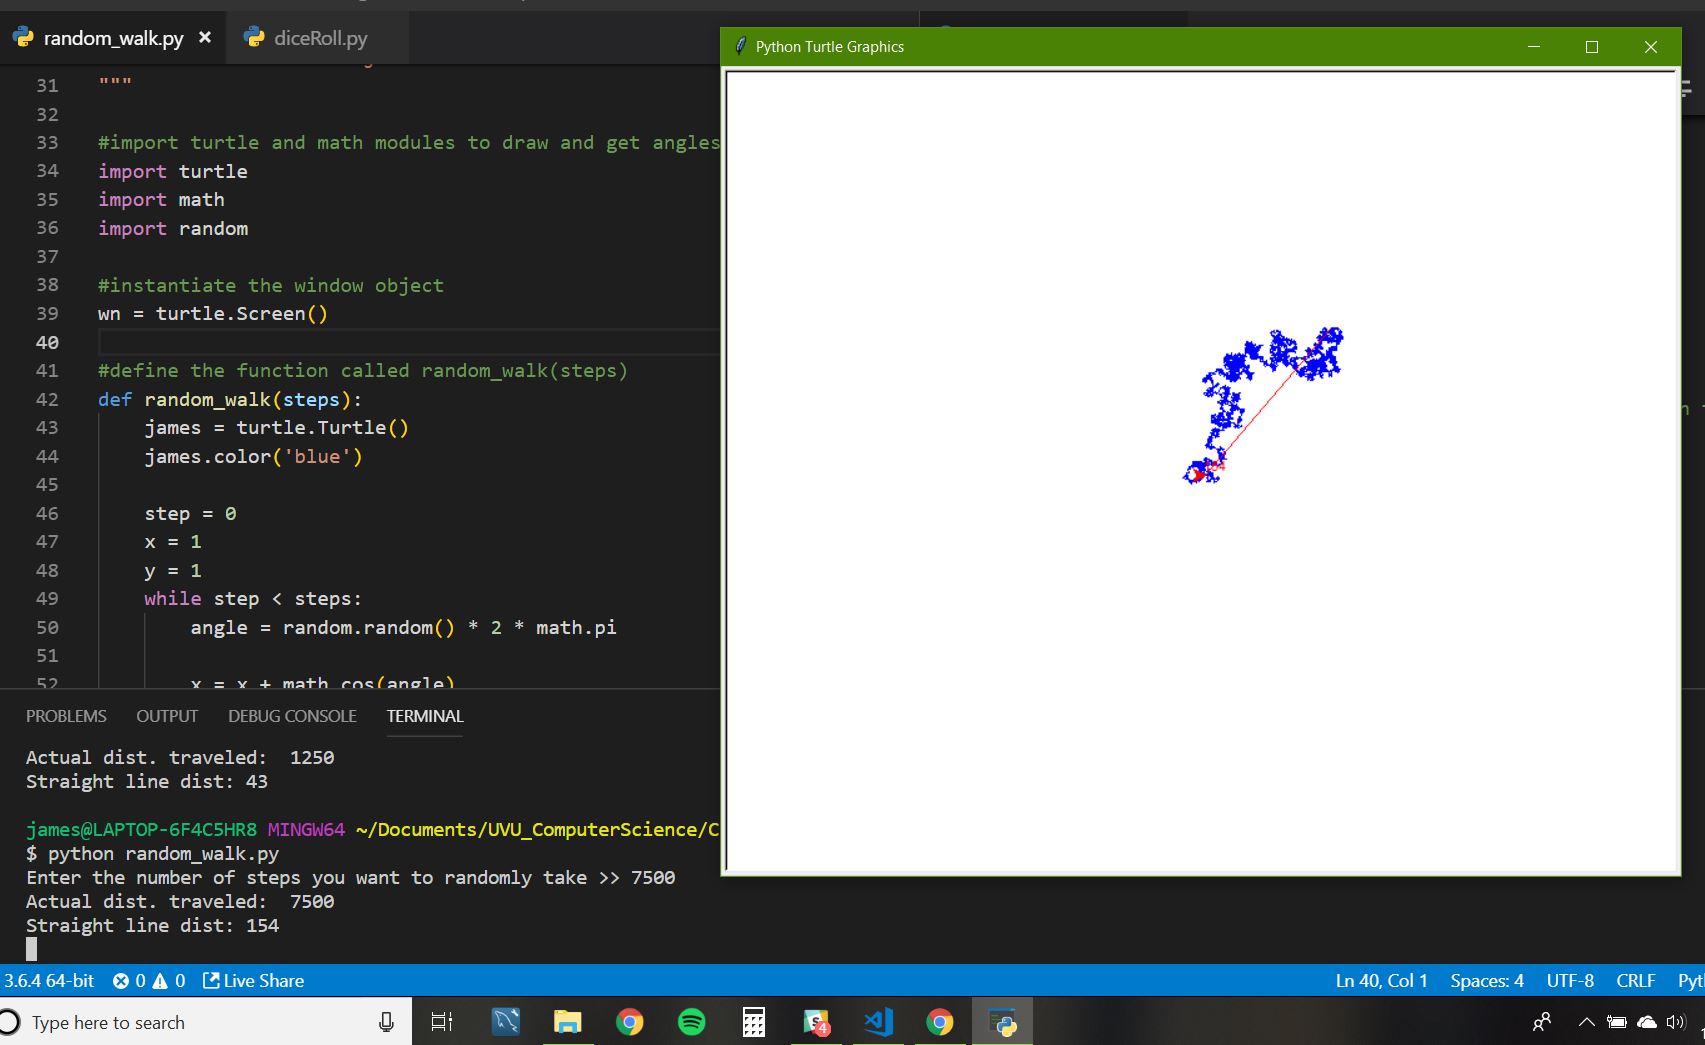 random_walk.py × diceRoll.py
Python Turtle Graphics
31 """
32
33 #import turtle and math modules to draw and get angles
34 import turtle
35 import math
36 import random
37
38 #instantiate the window object
39 wn = turtle.Screen()
40
41 #define the function called random_walk(steps)
42 def random_walk(steps):
43 james = turtle.Turtle()
44 james.color('blue')
45
46 step = 0
47 x = 1
48 y = 1
49 while step < steps:
50 angle = random.random() * 2 * math.pi
51
52 x = x + math.cos(angle)
PROBLEMS OUTPUT DEBUG CONSOLE TERMINAL
Actual dist. traveled:  1250
Straight line dist: 43
james@LAPTOP-6F4C5HR8 MINGW64 ~/Documents/UVU_ComputerScience/C
$ python random_walk.py
Enter the number of steps you want to randomly take >> 7500
Actual dist. traveled:  7500
Straight line dist: 154
3.6.4 64-bit 0 0 Live Share Ln 40, Col 1 Spaces: 4 UTF-8 CRLF Pyt
Type here to search
4